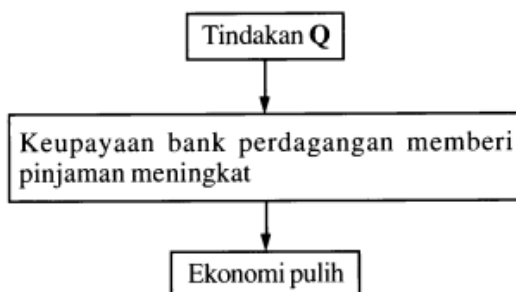 Tindakan Q
Keupayaan bank perdagangan memberi
pinjaman meningkat
Ekonomi pulih